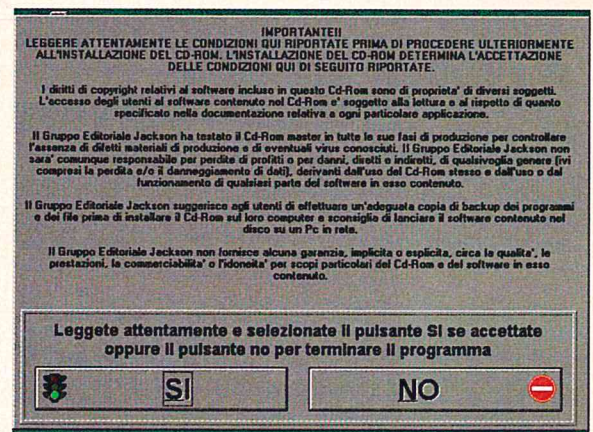 IMPORTANTE!!
LEGGERE ATTENTAMENTE LE CONDIZIONI QUI RIPORTATE PRIMA DI PROCEDERE ULTERIORMENTE
ALL'INSTALLAZIONE DEL CD-ROM. L'INSTALLAZIONE DEL CD-ROM DETERMINA L'ACCETTAZIONE
DELLE CONDIZIONI QUI DI SEGUITO RIPORTATE.
I diritti di copyright relativi al software incluso in questo Cd-Rom sono di proprieta' di diversi soggetti.
L'accesso degli utenti al software contenuto nel Cd-Rom e' soggetto alla lettura e al rispetto di quanto
specificato nella documentazione relativa a ogni particolare applicazione.
Il Gruppo Editoriale Jackson ha testato il Cd-Rom master in tutte le sue fasi di produzione per controllare
l'assenza di difetti materiali di produzione e di eventuali virus conosciuti. Il Gruppo Editoriale Jackson non
sara' comunque responsabile per perdite di profitti o per danni, diretti e indiretti, di qualsivoglia genere (ivi
compresi la perdita e/o il danneggiamento di dati), derivanti dall'uso del Cd-Rom stesso e dall'uso o dal
funzionamento di qualsiasi parte del software in esso contenuto.
Il Gruppo Editoriale Jackson suggerisce agli utenti di effettuare un'adeguata copia di backup dei programmi
e dei file prima di installare il Cd-Rom sul loro computer e sconsiglia di lanciare il software contenuto nel
disco su un Pc in rete.
Il Gruppo Editoriale Jackson non fornisce alcuna garanzia, implicita o esplicita, circa la qualita', le
prestazioni, la commerciabilita' o l'idoneita' per scopi particolari del Cd-Rom e del software in esso
contenuto.
Leggete attentamente e selezionate il pulsante SI se accettate
oppure il pulsante no per terminare il programma
SI
NO